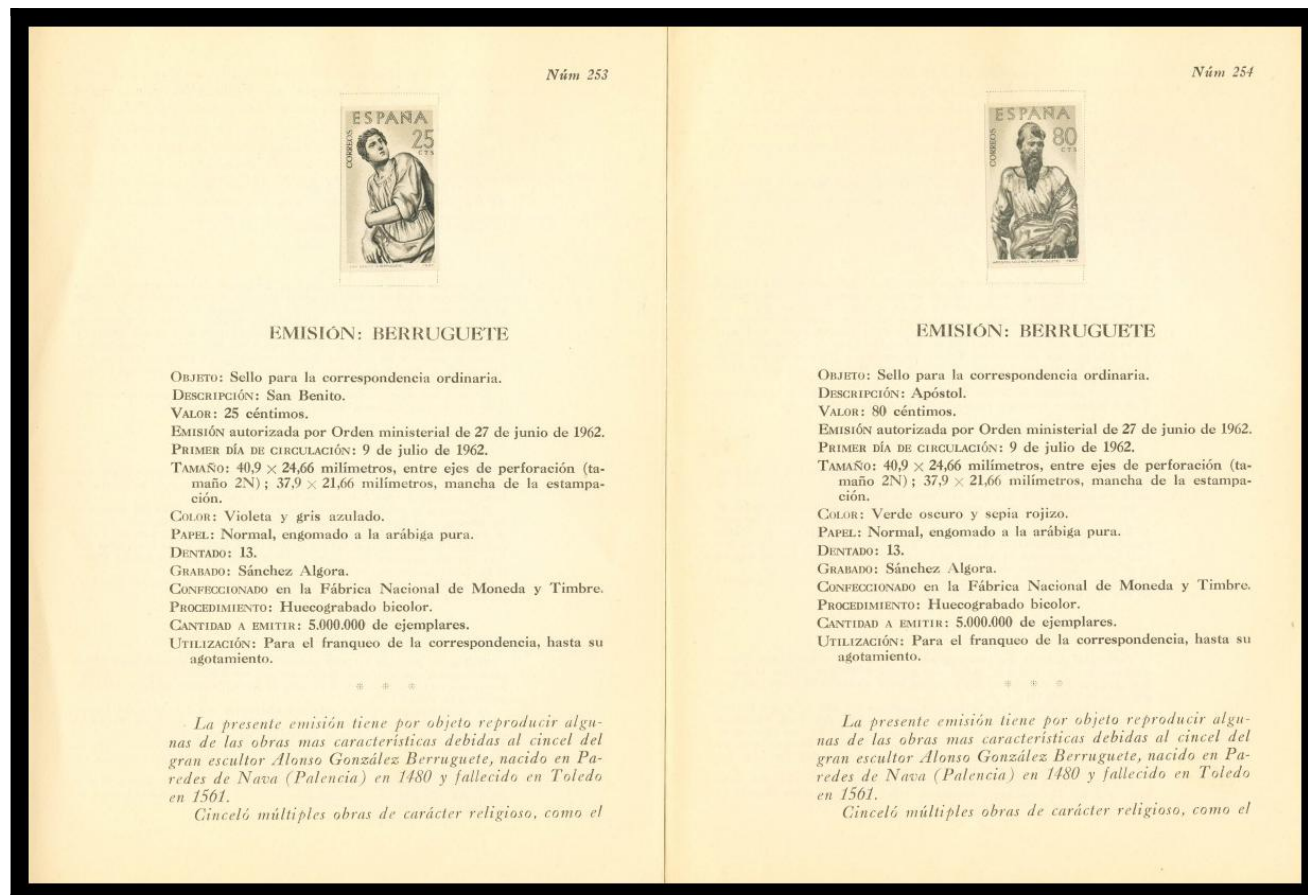 Núm 253
ESPAÑA
CORREOS
25
CTS
EMISIÓN: BERRUGUETE
OBJETO: Sello para la correspondencia ordinaria.
DESCRIPCIÓN: San Benito.
VALOR: 25 céntimos.
EMISIÓN autorizada por Orden ministerial de 27 de junio de 1962.
PRIMER DÍA DE CIRCULACIÓN: 9 de julio de 1962.
TAMAÑO: 40,9 × 24,66 milímetros, entre ejes de perforación (ta-
maño 2N); 37,9 × 21,66 milímetros, mancha de la estampa-
ción.
COLOR: Violeta y gris azulado.
PAPEL: Normal, engomado a la arábiga pura.
DENTADO: 13.
GRABADO: Sánchez Algora.
CONFECCIONADO en la Fábrica Nacional de Moneda y Timbre.
PROCEDIMIENTO: Huecograbado bicolor.
CANTIDAD A EMITIR: 5.000.000 de ejemplares.
UTILIZACIÓN: Para el franqueo de la correspondencia, hasta su
agotamiento.
* * *
La presente emisión tiene por objeto reproducir algu-
nas de las obras mas características debidas al cincel del
gran escultor Alonso González Berruguete, nacido en Pa-
redes de Nava (Palencia) en 1480 y fallecido en Toledo
en 1561.
Cinceló múltiples obras de carácter religioso, como el
Núm 254
ESPAÑA
CORREOS
80
CTS
EMISIÓN: BERRUGUETE
OBJETO: Sello para la correspondencia ordinaria.
DESCRIPCIÓN: Apóstol.
VALOR: 80 céntimos.
EMISIÓN autorizada por Orden ministerial de 27 de junio de 1962.
PRIMER DÍA DE CIRCULACIÓN: 9 de julio de 1962.
TAMAÑO: 40,9 × 24,66 milímetros, entre ejes de perforación (ta-
maño 2N); 37,9 × 21,66 milímetros, mancha de la estampa-
ción.
COLOR: Verde oscuro y sepia rojizo.
PAPEL: Normal, engomado a la arábiga pura.
DENTADO: 13.
GRABADO: Sánchez Algora.
CONFECCIONADO en la Fábrica Nacional de Moneda y Timbre.
PROCEDIMIENTO: Huecograbado bicolor.
CANTIDAD A EMITIR: 5.000.000 de ejemplares.
UTILIZACIÓN: Para el franqueo de la correspondencia, hasta su
agotamiento.
* * *
La presente emisión tiene por objeto reproducir algu-
nas de las obras mas características debidas al cincel del
gran escultor Alonso González Berruguete, nacido en Pa-
redes de Nava (Palencia) en 1480 y fallecido en Toledo
en 1561.
Cinceló múltiples obras de carácter religioso, como el